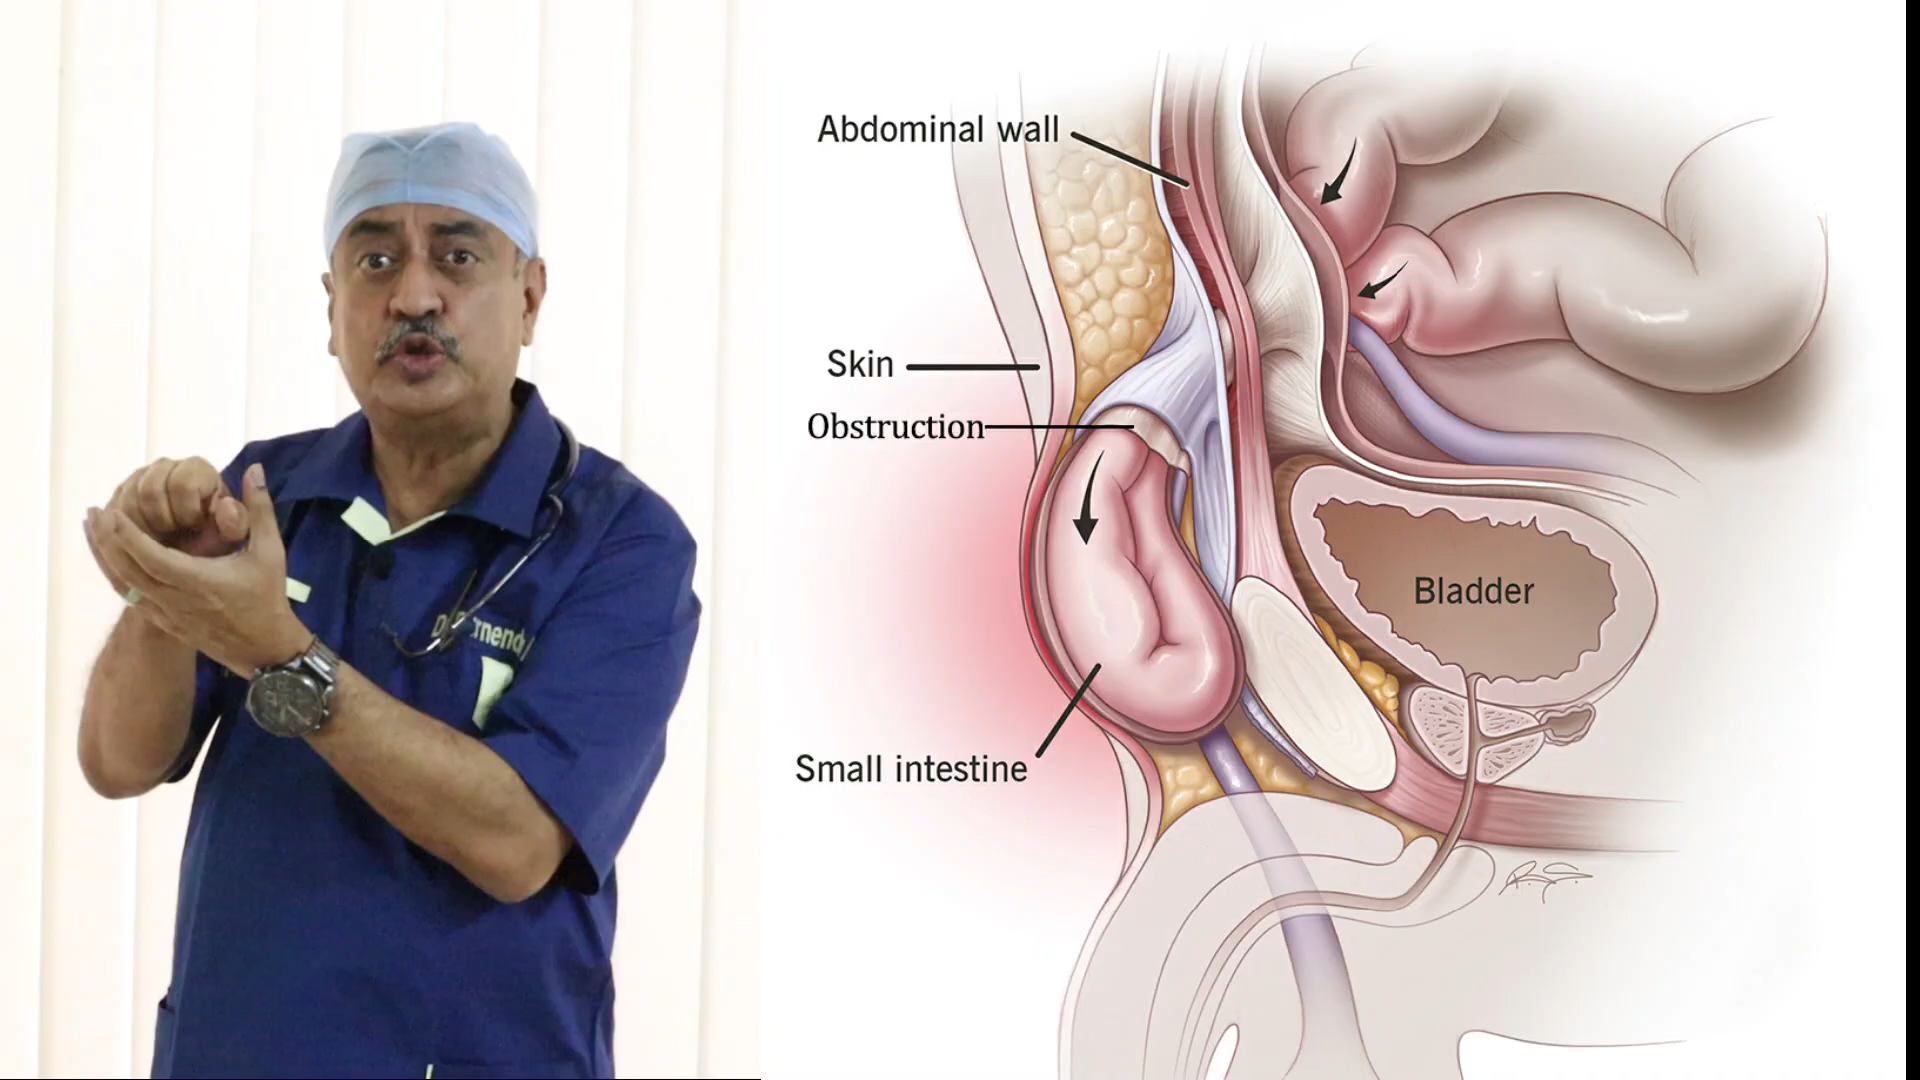 Abdominal wall
Skin
Obstruction
Bladder
Small intestine